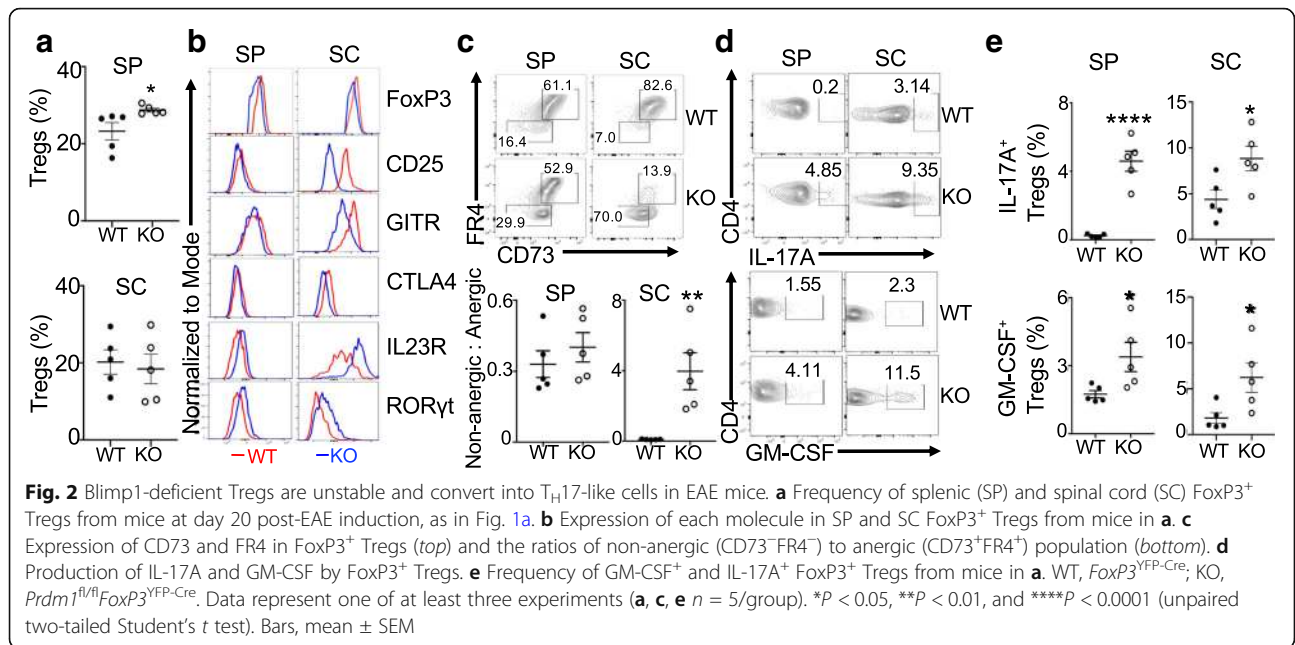 a
SP
Tregs (%)
40
20
0
*
WT KO
SC
Tregs (%)
40
20
0
WT KO
b
SP SC
Normalized to Mode
FoxP3
CD25
GITR
CTLA4
IL23R
RORγt
–WT –KO
c
SP SC
FR4
61.1 82.6
16.4 7.0
WT
52.9 13.9
29.9 70.0
KO
CD73
Non-anergic : Anergic
SP SC
0.6
0.3
0
8
4
0
**
WT KO WT KO
d
SP SC
CD4
0.2 3.14
WT
4.85 9.35
KO
IL-17A
CD4
1.55 2.3
WT
4.11 11.5
KO
GM-CSF
e
SP SC
IL-17A⁺
Tregs (%)
8
4
0
****
WT KO
15
10
5
0
*
WT KO
GM-CSF⁺
Tregs (%)
6
3
0
*
WT KO
15
10
5
0
*
WT KO
Fig. 2 Blimp1-deficient Tregs are unstable and convert into TH17-like cells in EAE mice. a Frequency of splenic (SP) and spinal cord (SC) FoxP3⁺
Tregs from mice at day 20 post-EAE induction, as in Fig. 1a. b Expression of each molecule in SP and SC FoxP3⁺ Tregs from mice in a. c
Expression of CD73 and FR4 in FoxP3⁺ Tregs (top) and the ratios of non-anergic (CD73⁻FR4⁻) to anergic (CD73⁺FR4⁺) population (bottom). d
Production of IL-17A and GM-CSF by FoxP3⁺ Tregs. e Frequency of GM-CSF⁺ and IL-17A⁺ FoxP3⁺ Tregs from mice in a. WT, FoxP3^YFP-Cre; KO,
Prdm1^fl/fl FoxP3^YFP-Cre. Data represent one of at least three experiments (a, c, e n = 5/group). *P < 0.05, **P < 0.01, and ****P < 0.0001 (unpaired
two-tailed Student's t test). Bars, mean ± SEM